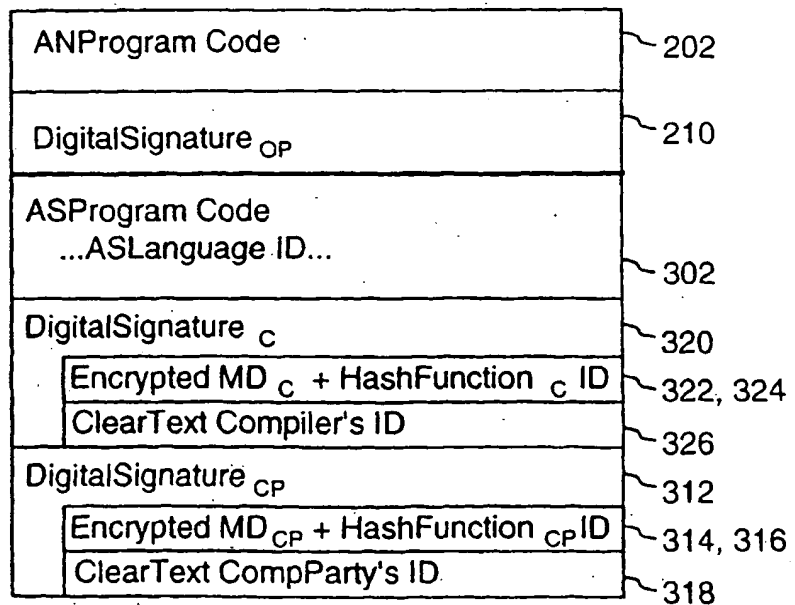 ANProgram Code 202
DigitalSignature OP 210
ASProgram Code
...ASLanguage ID... 302
DigitalSignature C 320
Encrypted MD C + HashFunction C ID 322, 324
ClearText Compiler's ID 326
DigitalSignature CP 312
Encrypted MD CP + HashFunction CP ID 314, 316
ClearText CompParty's ID 318